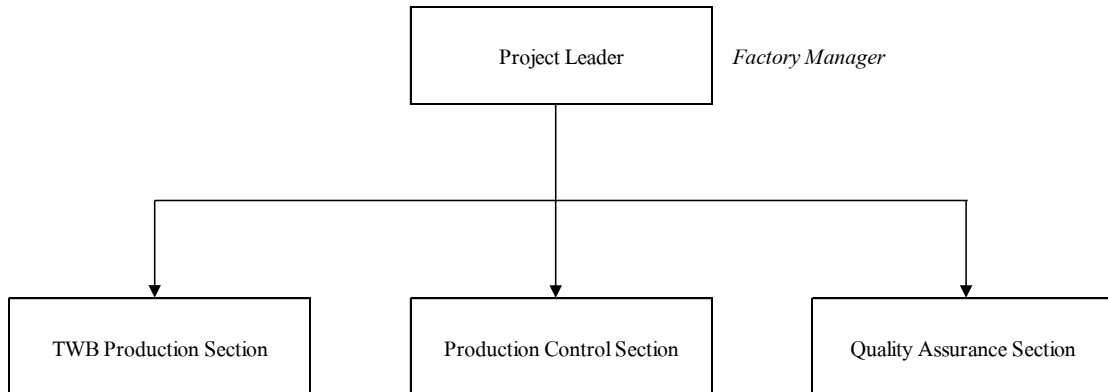 Project Leader
Factory Manager
TWB Production Section
Production Control Section
Quality Assurance Section